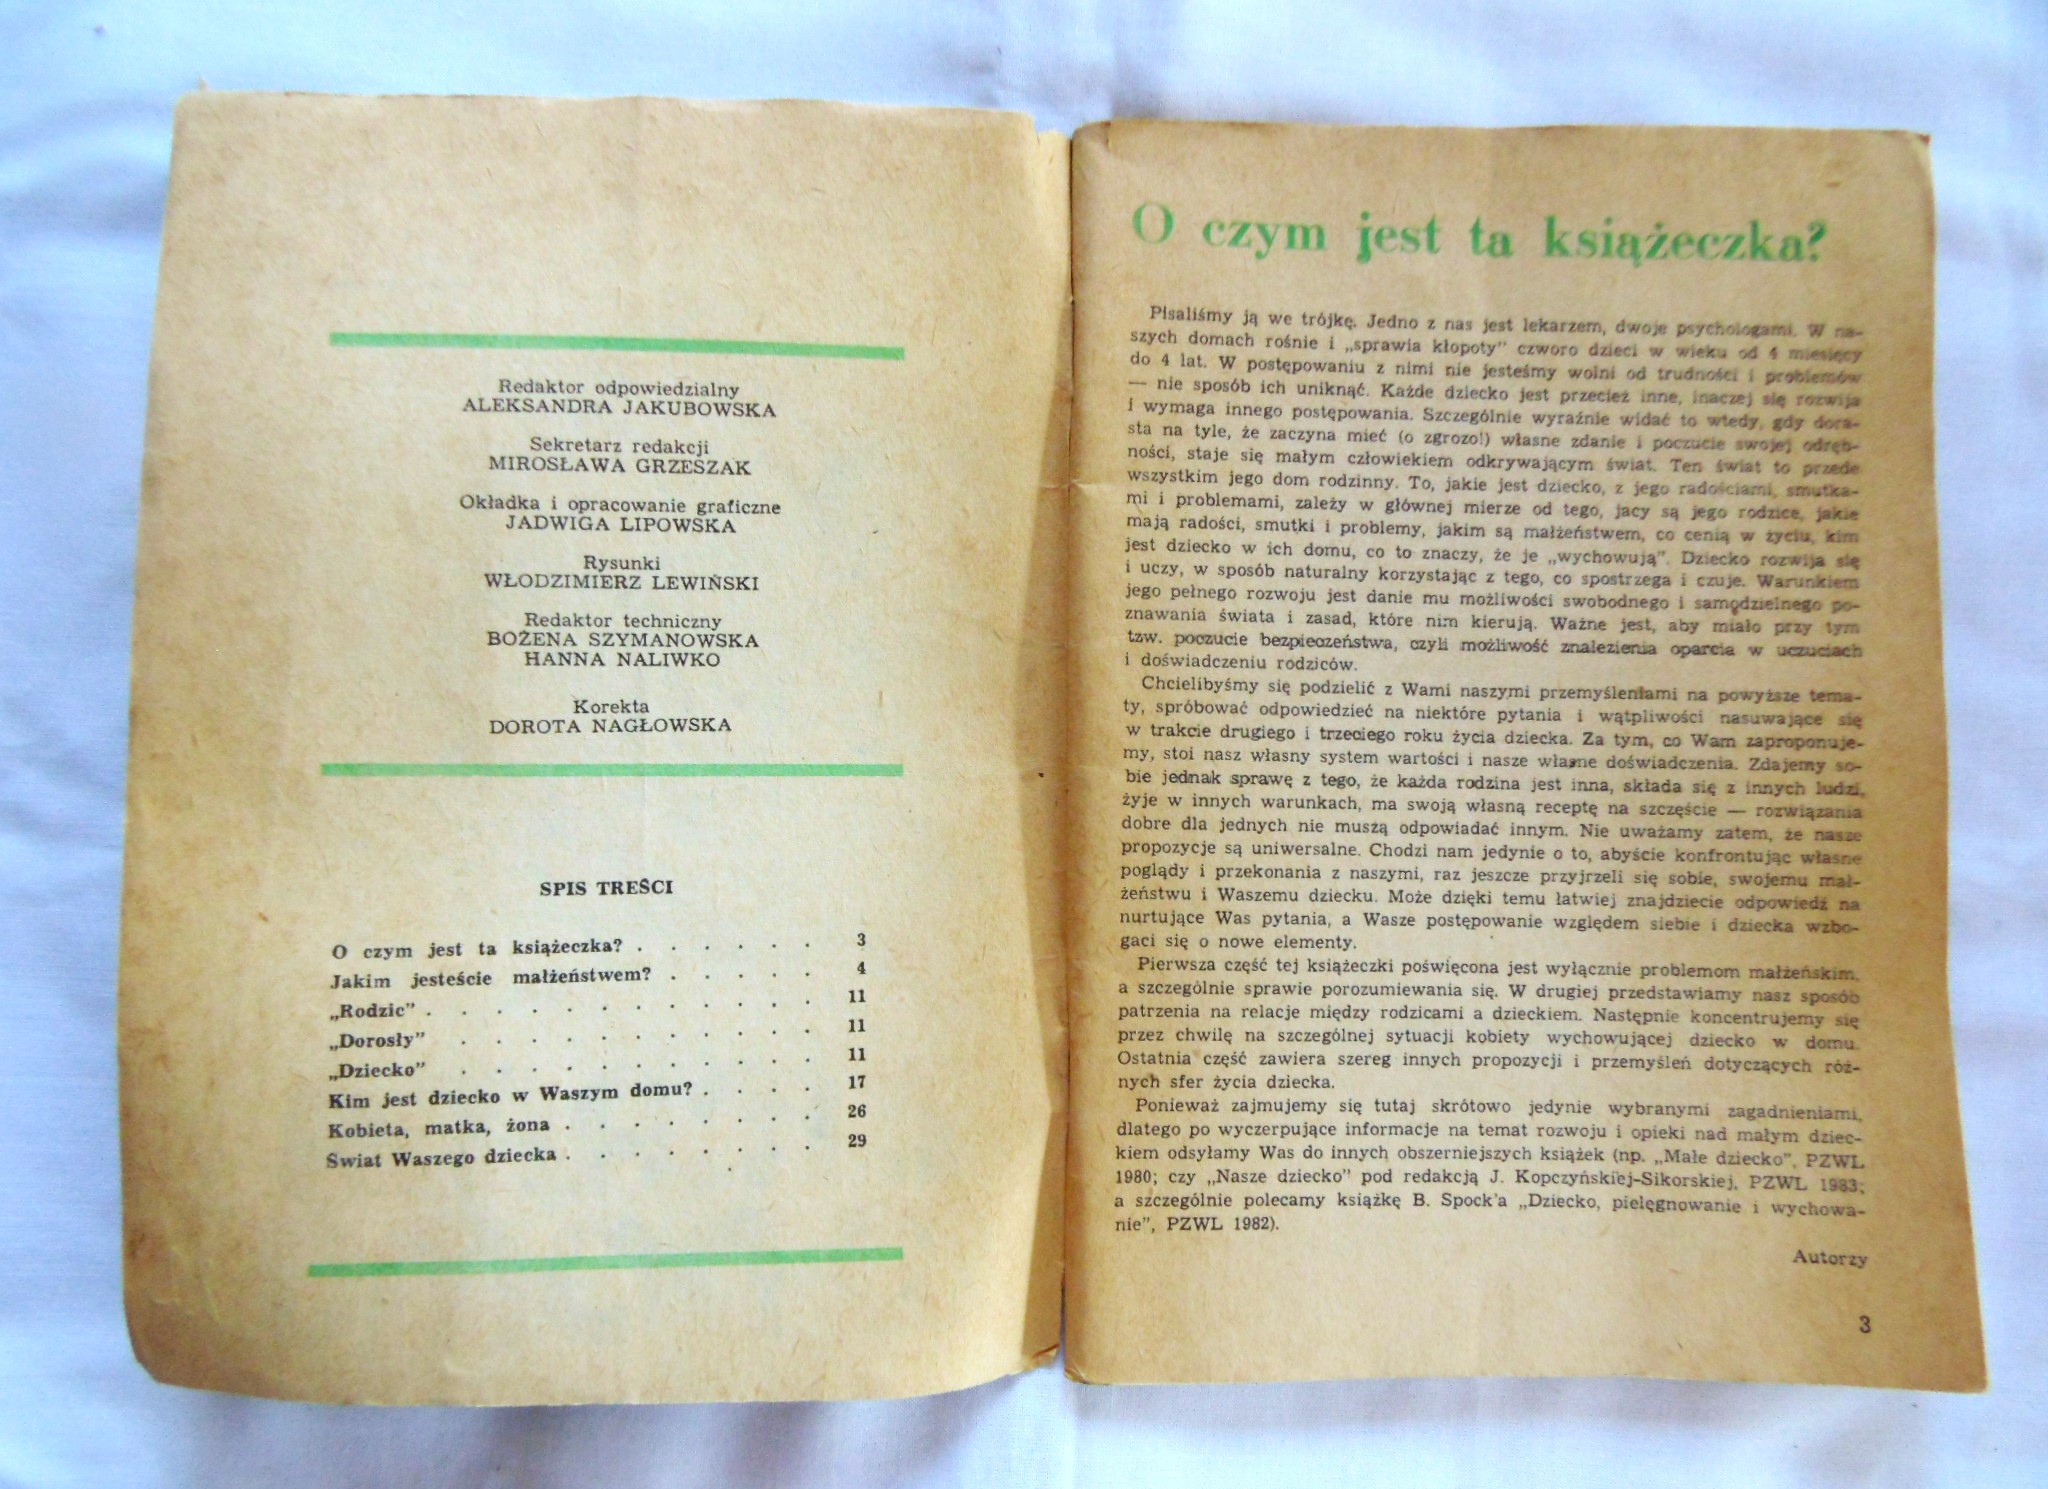 Redaktor odpowiedzialny
ALEKSANDRA JAKUBOWSKA
Sekretarz redakcji
MIROSŁAWA GRZESZAK
Okładka i opracowanie graficzne
JADWIGA LIPOWSKA
Rysunki
WŁODZIMIERZ LEWIŃSKI
Redaktor techniczny
BOŻENA SZYMANOWSKA
HANNA NALIWKO
Korekta
DOROTA NAGŁOWSKA
SPIS TREŚCI
O czym jest ta książeczka? . . . . . . 3
Jakim jesteście małżeństwem? . . . . . 4
„Rodzic” . . . . . . . . . . . 11
„Dorosły” . . . . . . . . . . 11
„Dziecko” . . . . . . . . . . 11
Kim jest dziecko w Waszym domu? . . . . 17
Kobieta, matka, żona . . . . . . . . 26
Świat Waszego dziecka . . . . . . . . 29
O czym jest ta książeczka?
Pisaliśmy ją we trójkę. Jedno z nas jest lekarzem, dwoje psychologami. W na-
szych domach rośnie i „sprawia kłopoty” czworo dzieci w wieku od 4 miesięcy
do 4 lat. W postępowaniu z nimi nie jesteśmy wolni od trudności i problemów
— nie sposób ich uniknąć. Każde dziecko jest przecież inne, inaczej się rozwija
i wymaga innego postępowania. Szczególnie wyraźnie widać to wtedy, gdy dora-
sta na tyle, że zaczyna mieć (o zgrozo!) własne zdanie i poczucie swojej odręb-
ności, staje się małym człowiekiem odkrywającym świat. Ten świat to przede
wszystkim jego dom rodzinny. To, jakie jest dziecko, z jego radościami, smutka-
mi i problemami, zależy w głównej mierze od tego, jacy są jego rodzice, jakie
mają radości, smutki i problemy, jakim są małżeństwem, co cenią w życiu, kim
jest dziecko w ich domu, co to znaczy, że je „wychowują”. Dziecko rozwija się
i uczy, w sposób naturalny korzystając z tego, co spostrzega i czuje. Warunkiem
jego pełnego rozwoju jest danie mu możliwości swobodnego i samodzielnego po-
znawania świata i zasad, które nim kierują. Ważne jest, aby miało przy tym
tzw. poczucie bezpieczeństwa, czyli możliwość znalezienia oparcia w uczuciach
i doświadczeniu rodziców.
Chcielibyśmy się podzielić z Wami naszymi przemyśleniami na powyższe tema-
ty, spróbować odpowiedzieć na niektóre pytania i wątpliwości nasuwające się
w trakcie drugiego i trzeciego roku życia dziecka. Za tym, co Wam zaproponuje-
my, stoi nasz własny system wartości i nasze własne doświadczenia. Zdajemy so-
bie jednak sprawę z tego, że każda rodzina jest inna, składa się z innych ludzi,
żyje w innych warunkach, ma swoją własną receptę na szczęście — rozwiązania
dobre dla jednych nie muszą odpowiadać innym. Nie uważamy zatem, że nasze
propozycje są uniwersalne. Chodzi nam jedynie o to, abyście konfrontując własne
poglądy i przekonania z naszymi, raz jeszcze przyjrzeli się sobie, swojemu mał-
żeństwu i Waszemu dziecku. Może dzięki temu łatwiej znajdziecie odpowiedź na
nurtujące Was pytania, a Wasze postępowanie względem siebie i dziecka wzbo-
gaci się o nowe elementy.
Pierwsza część tej książeczki poświęcona jest wyłącznie problemom małżeńskim,
a szczególnie sprawie porozumiewania się. W drugiej przedstawiamy nasz sposób
patrzenia na relacje między rodzicami a dzieckiem. Następnie koncentrujemy się
przez chwilę na szczególnej sytuacji kobiety wychowującej dziecko w domu.
Ostatnia część zawiera szereg innych propozycji i przemyśleń dotyczących róż-
nych sfer życia dziecka.
Ponieważ zajmujemy się tutaj skrótowo jedynie wybranymi zagadnieniami,
dlatego po wyczerpujące informacje na temat rozwoju i opieki nad małym dziec-
kiem odsyłamy Was do innych obszerniejszych książek (np. „Małe dziecko”, PZWL
1980; czy „Nasze dziecko” pod redakcją J. Kopczyńskiej-Sikorskiej, PZWL 1983;
a szczególnie polecamy książkę B. Spock'a „Dziecko, pielęgnowanie i wychowa-
nie”, PZWL 1982).
Autorzy
3